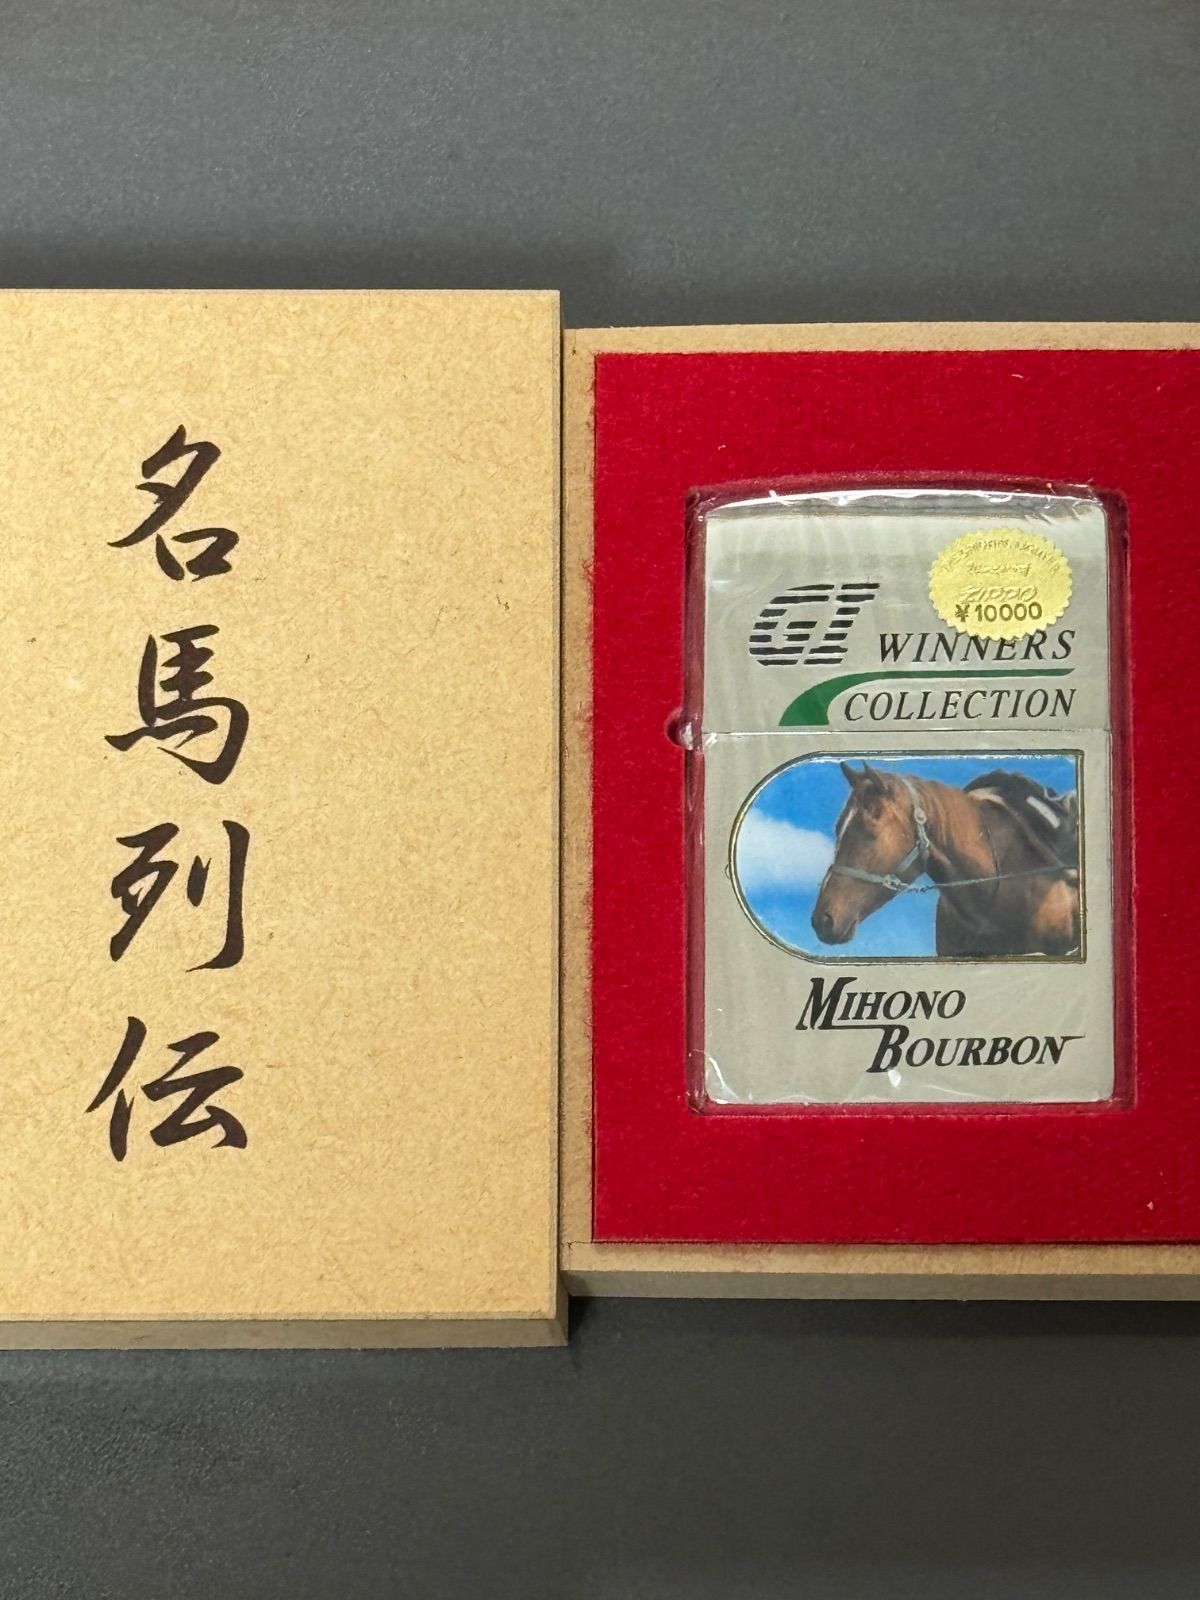 名馬列伝
ZIPPO
¥10000
GI WINNERS
COLLECTION
MIHONO
BOURBON